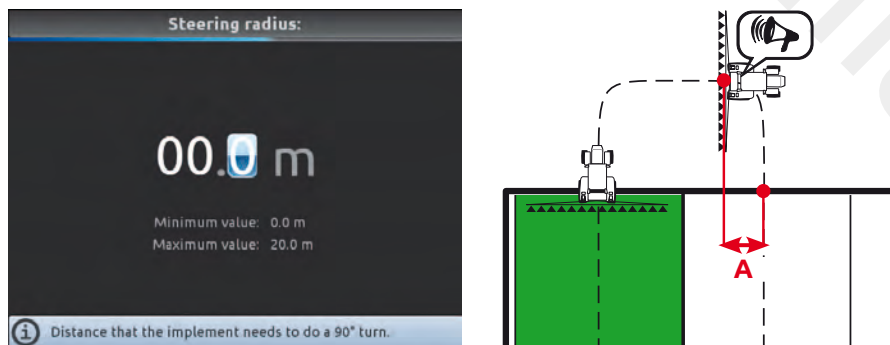 Steering radius:
00.0 m
Minimum value: 0.0 m
Maximum value: 20.0 m
Distance that the implement needs to do a 90° turn.
A